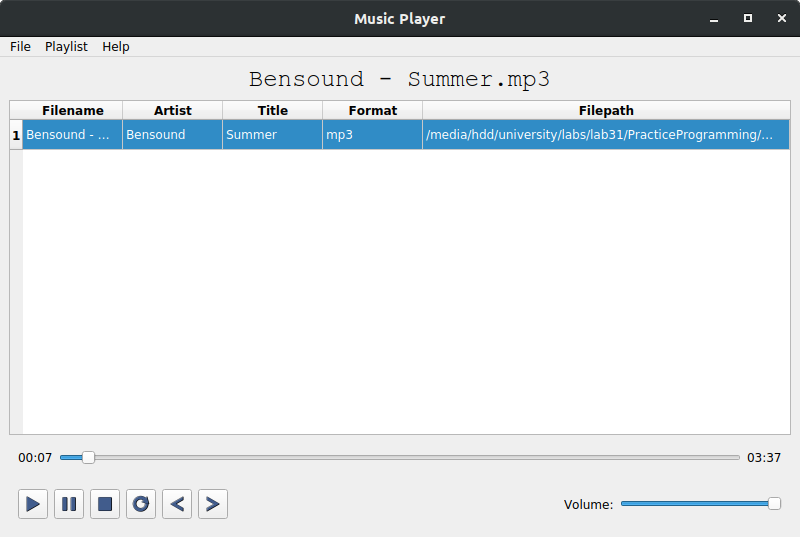 Music Player
File Playlist Help
Bensound - Summer.mp3
Filename Artist Title Format Filepath
1 Bensound - ... Bensound Summer mp3 /media/hdd/university/labs/lab31/PracticeProgramming/...
00:07 03:37
Volume: